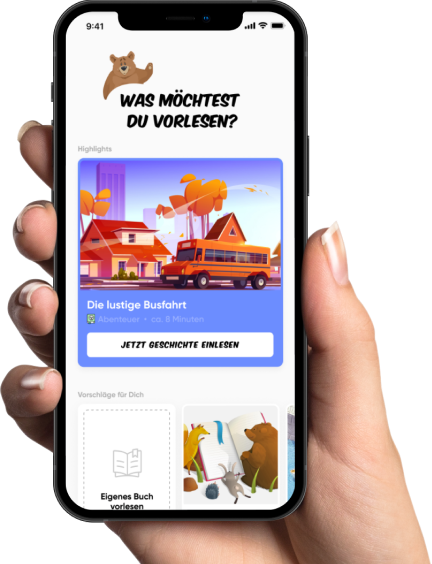 9:41
WAS MÖCHTEST
DU VORLESEN?
Highlights
Die lustige Busfahrt
Abenteuer • ca. 8 Minuten
JETZT GESCHICHTE EINLESEN
Vorschläge für Dich
Eigenes Buch
vorlesen